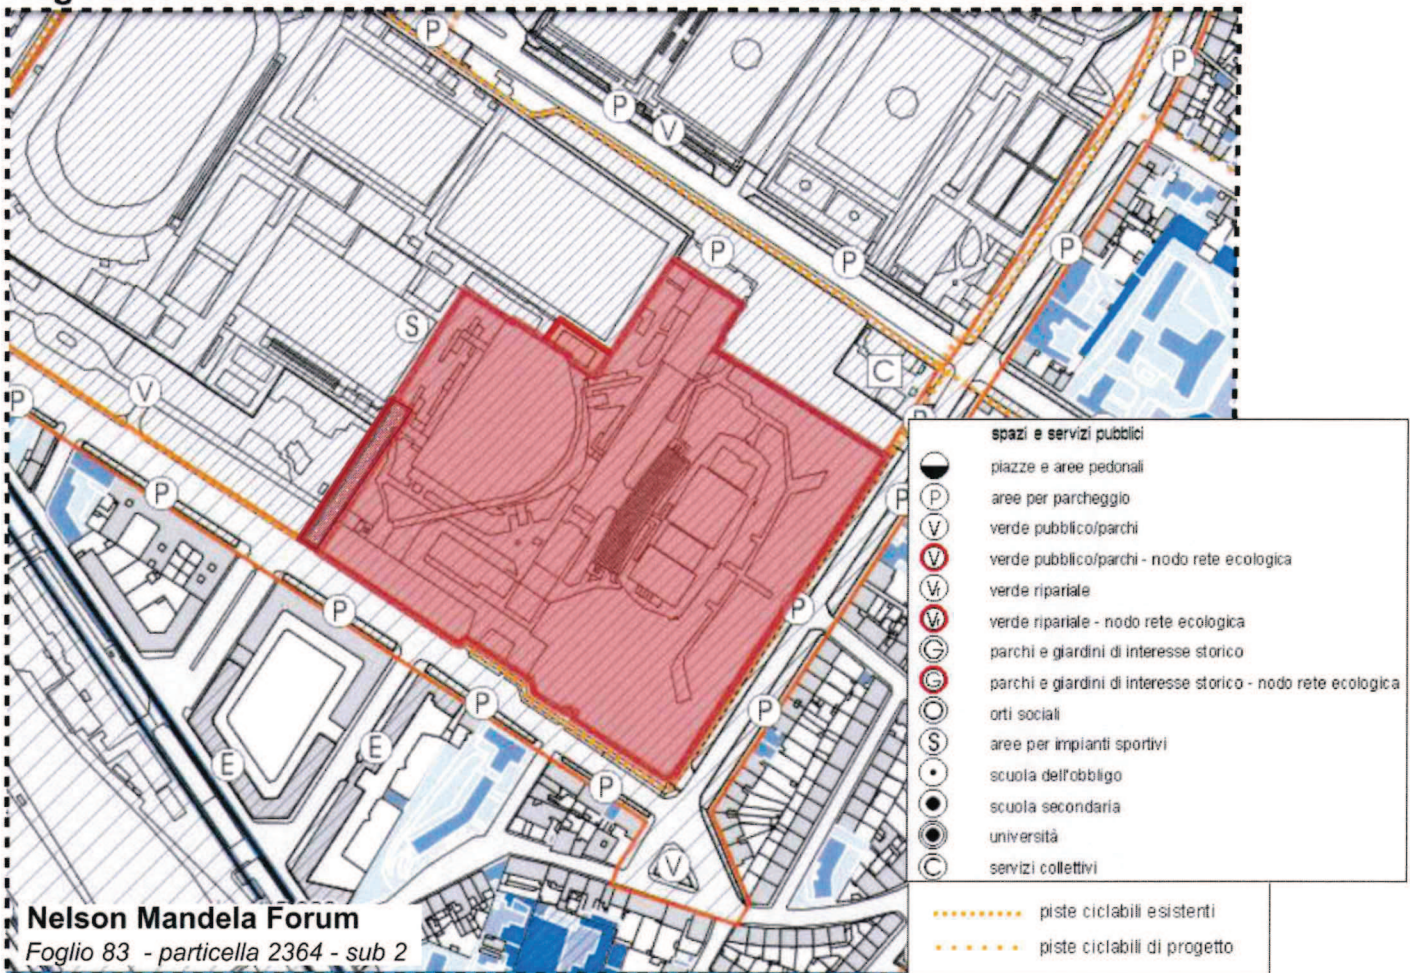 P
P
P
V
P
P
P
S
C
V
P
P
P
P
P
P
P
P
E
E
P
V
spazi e servizi pubblici
piazze e aree pedonali
P aree per parcheggio
V verde pubblico/parchi
V verde pubblico/parchi - nodo rete ecologica
Vr verde ripariale
Vr verde ripariale - nodo rete ecologica
G parchi e giardini di interesse storico
G parchi e giardini di interesse storico - nodo rete ecologica
orti sociali
S aree per impianti sportivi
scuola dell'obbligo
scuola secondaria
università
C servizi collettivi
piste ciclabili esistenti
piste ciclabili di progetto
Nelson Mandela Forum
Foglio 83 - particella 2364 - sub 2